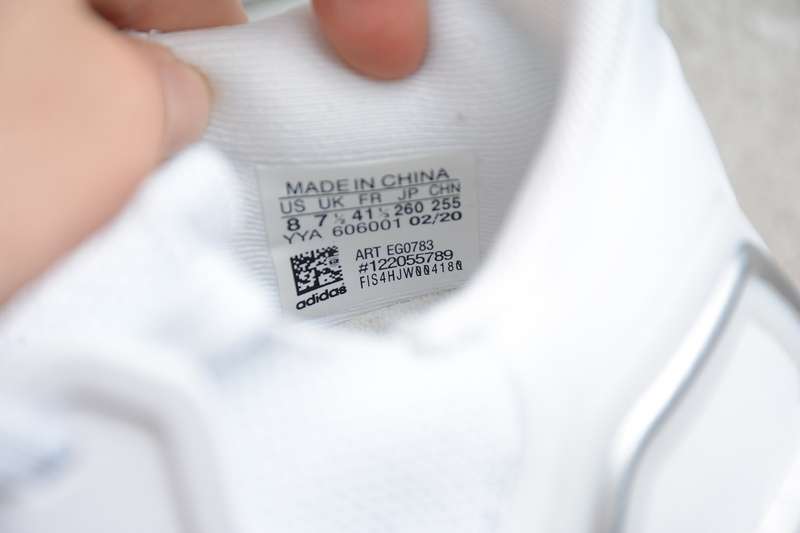 MADE IN CHINA
US UK FR JP CHN
8 7½ 41⅓ 260 255
YYA 606001 02/20
ART EG0783
#122055789
FIS4HJW004180
adidas